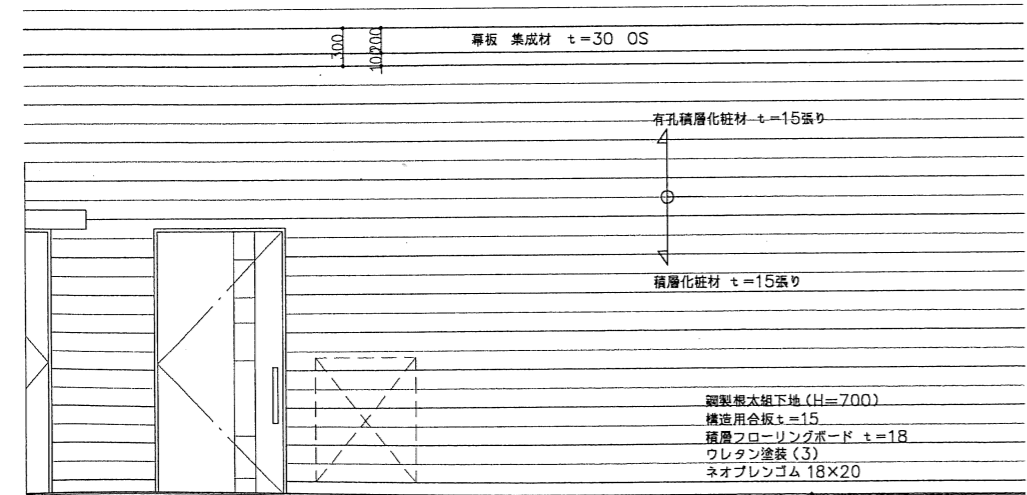 300
10 200
幕板 集成材 t=30 OS
有孔積層化粧材 t=15張り
積層化粧材 t=15張り
鋼製根太組下地(H=700)
構造用合板t=15
積層フローリングボード t=18
ウレタン塗装(3)
ネオプレンゴム 18×20